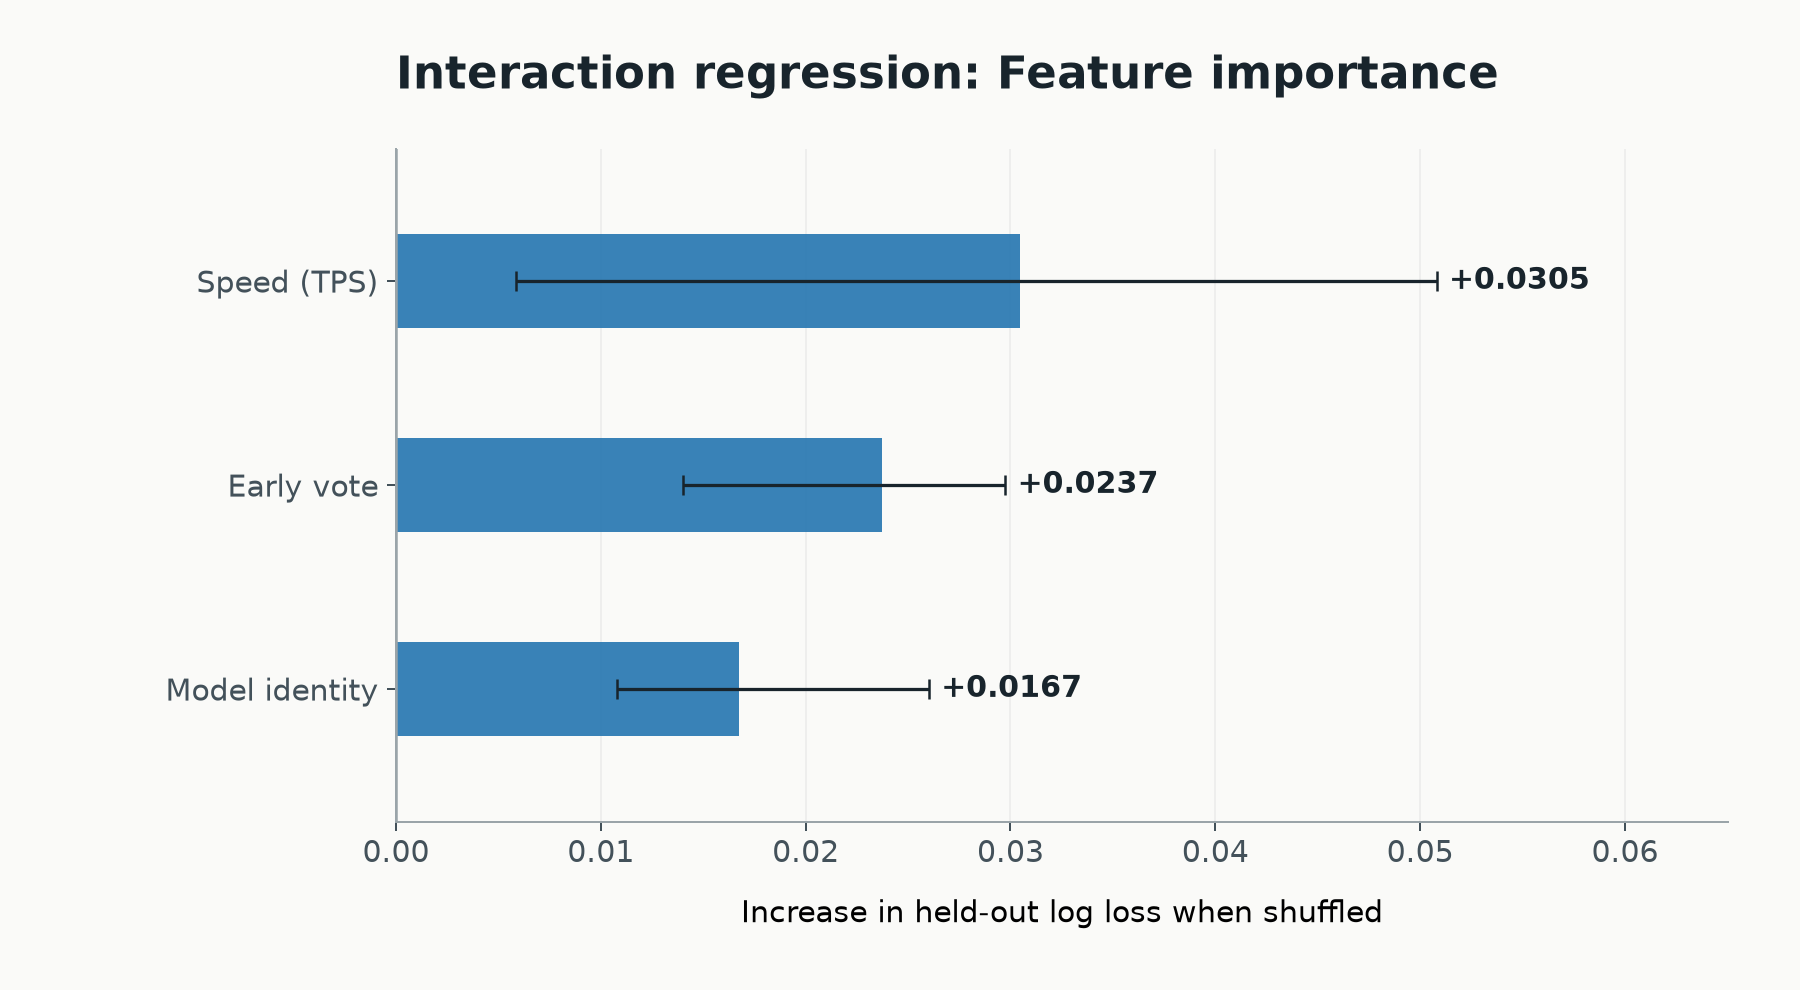 Interaction regression: Feature importance
Speed (TPS)
+0.0305
Early vote
+0.0237
Model identity
+0.0167
0.00 0.01 0.02 0.03 0.04 0.05 0.06
Increase in held-out log loss when shuffled